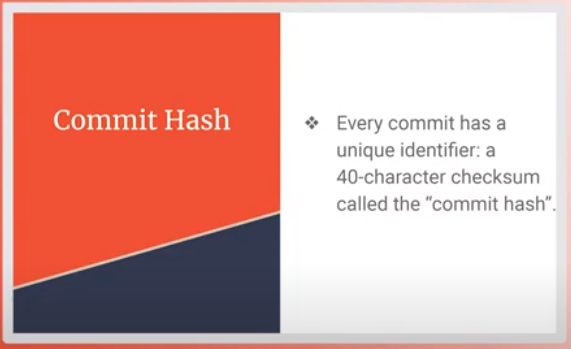 Commit Hash
❖ Every commit has a
unique identifier: a
40-character checksum
called the “commit hash”.